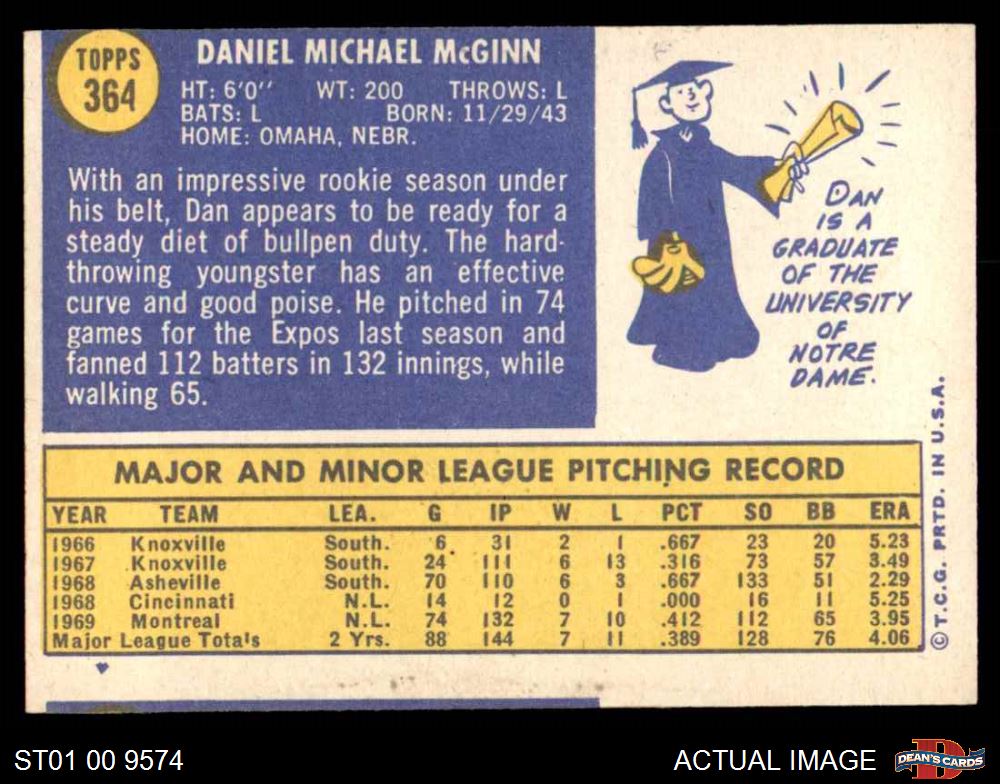 TOPPS
364
DANIEL MICHAEL McGINN
HT: 6'0'' WT: 200 THROWS: L
BATS: L BORN: 11/29/43
HOME: OMAHA, NEBR.
With an impressive rookie season under
his belt, Dan appears to be ready for a
steady diet of bullpen duty. The hard-
throwing youngster has an effective
curve and good poise. He pitched in 74
games for the Expos last season and
fanned 112 batters in 132 innings, while
walking 65.
DAN
IS A
GRADUATE
OF THE
UNIVERSITY
OF
NOTRE
DAME.
MAJOR AND MINOR LEAGUE PITCHING RECORD
YEAR TEAM LEA. G IP W L PCT SO BB ERA
1966 Knoxville South. 6 31 2 1 .667 23 20 5.23
1967 Knoxville South. 24 111 6 13 .316 73 57 3.49
1968 Asheville South. 70 110 6 3 .667 133 51 2.29
1968 Cincinnati N.L. 14 12 0 1 .000 16 11 5.25
1969 Montreal N.L. 74 132 7 10 .412 112 65 3.95
Major League Totals 2 Yrs. 88 144 7 11 .389 128 76 4.06
© T.C.G. PRTD. IN U.S.A.
ST01 00 9574
ACTUAL IMAGE
D
DEAN'S CARDS